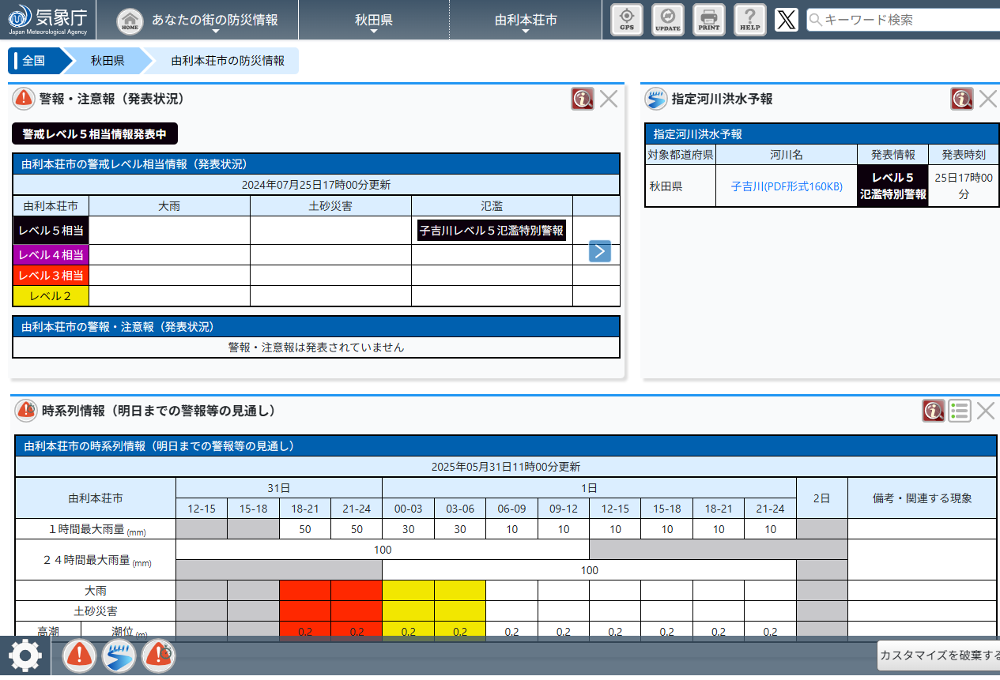 気象庁
Japan Meteorological Agency
HOME
あなたの街の防災情報
秋田県
由利本荘市
GPS
UPDATE
PRINT
HELP
キーワード検索
全国
秋田県
由利本荘市の防災情報
警報・注意報（発表状況）
警戒レベル５相当情報発表中
由利本荘市の警戒レベル相当情報（発表状況）
2024年07月25日17時00分更新
由利本荘市 大雨 土砂災害 氾濫
レベル５相当 子吉川レベル５氾濫特別警報
レベル４相当
レベル３相当
レベル２
由利本荘市の警報・注意報（発表状況）
警報・注意報は発表されていません
指定河川洪水予報
指定河川洪水予報
対象都道府県 河川名 発表情報 発表時刻
秋田県 子吉川(PDF形式160KB) レベル５ 25日17時00
氾濫特別警報 分
時系列情報（明日までの警報等の見通し）
由利本荘市の時系列情報（明日までの警報等の見通し）
2025年05月31日11時00分更新
由利本荘市 31日 1日 2日 備考・関連する現象
12-15 15-18 18-21 21-24 00-03 03-06 06-09 09-12 12-15 15-18 18-21 21-24
１時間最大雨量 (mm) 50 50 30 30 10 10 10 10 10 10
２４時間最大雨量 (mm) 100
100
大雨
土砂災害
高潮 潮位 (m) 0.2 0.2 0.2 0.2 0.2 0.2 0.2 0.2 0.2 0.2
カスタマイズを破棄する